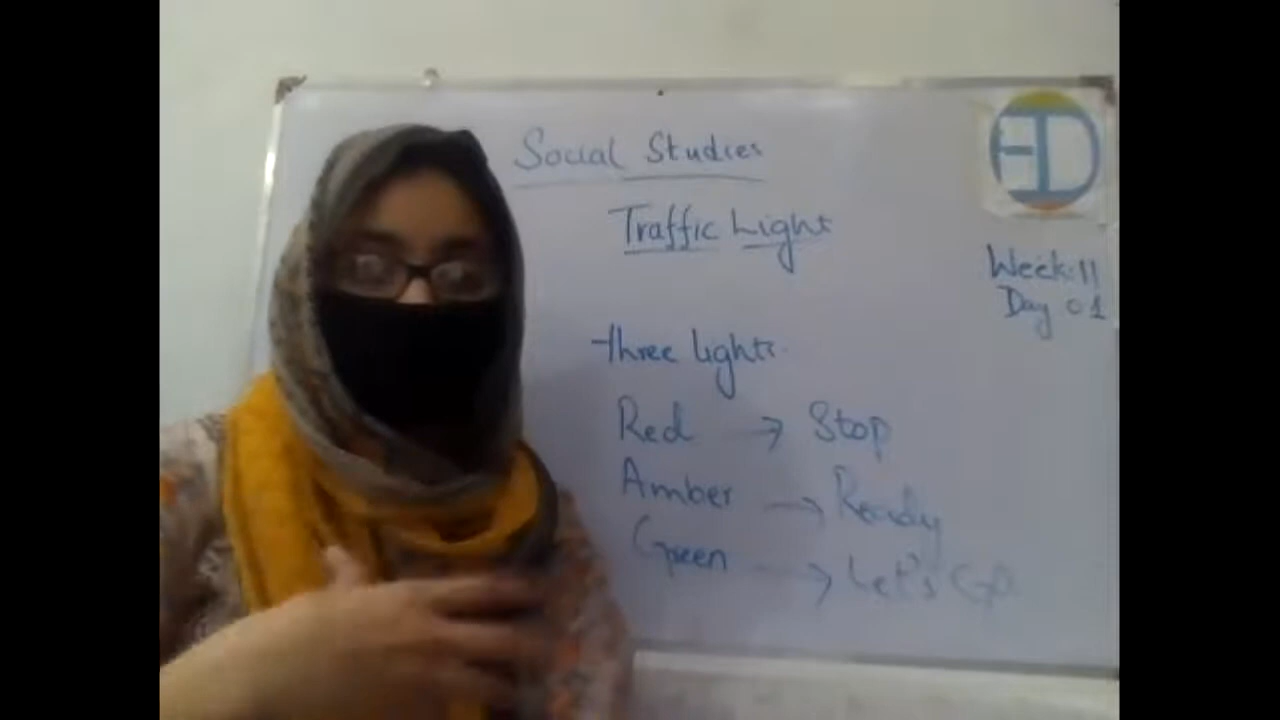 Social Studies
Traffic Light
Week:11
Day 01
three lights.
Red → Stop
Amber → Ready
Green → Let's Go